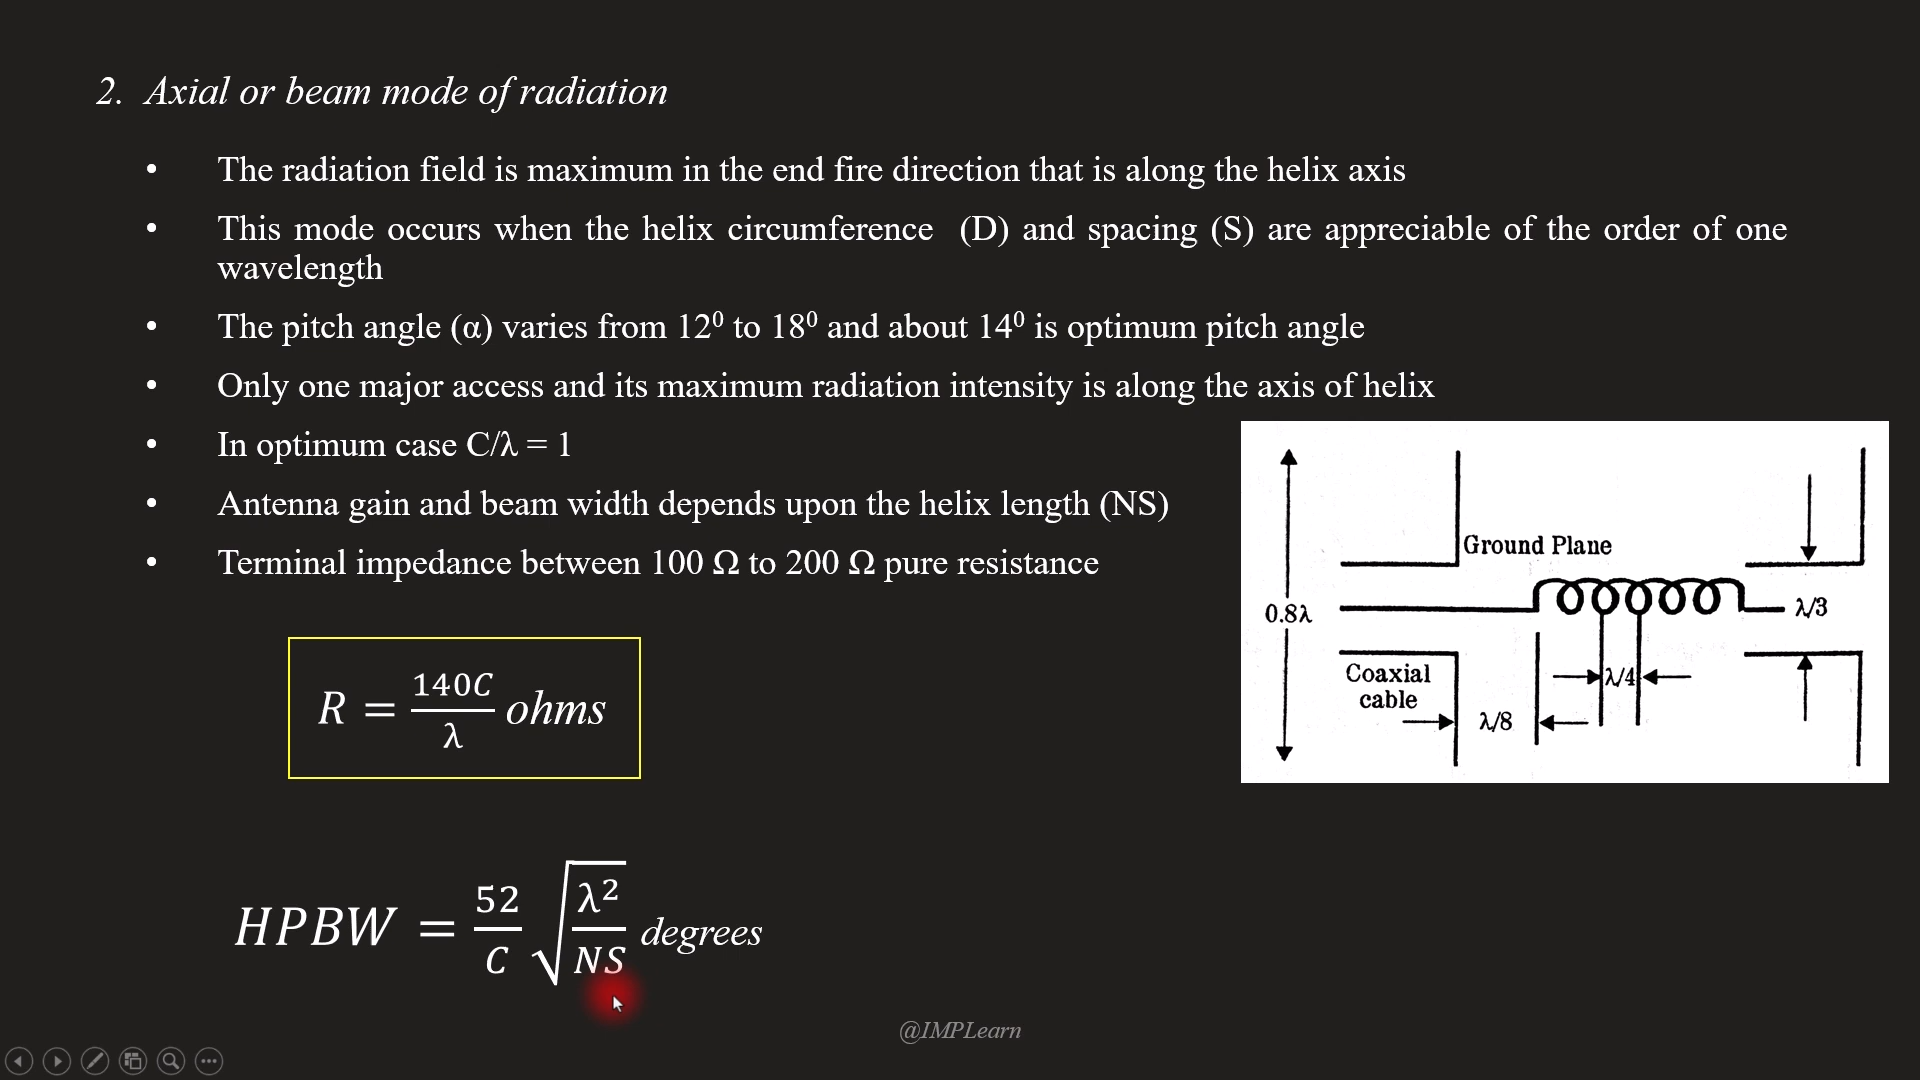 2. Axial or beam mode of radiation
• The radiation field is maximum in the end fire direction that is along the helix axis
• This mode occurs when the helix circumference (D) and spacing (S) are appreciable of the order of one
wavelength
• The pitch angle (α) varies from 12⁰ to 18⁰ and about 14⁰ is optimum pitch angle
• Only one major access and its maximum radiation intensity is along the axis of helix
• In optimum case C/λ = 1
• Antenna gain and beam width depends upon the helix length (NS)
• Terminal impedance between 100 Ω to 200 Ω pure resistance
Ground Plane
0.8λ
λ/3
Coaxial
cable
λ/4
λ/8
R = 140C/λ ohms
HPBW = 52/C √(λ²/NS) degrees
@IMPLearn